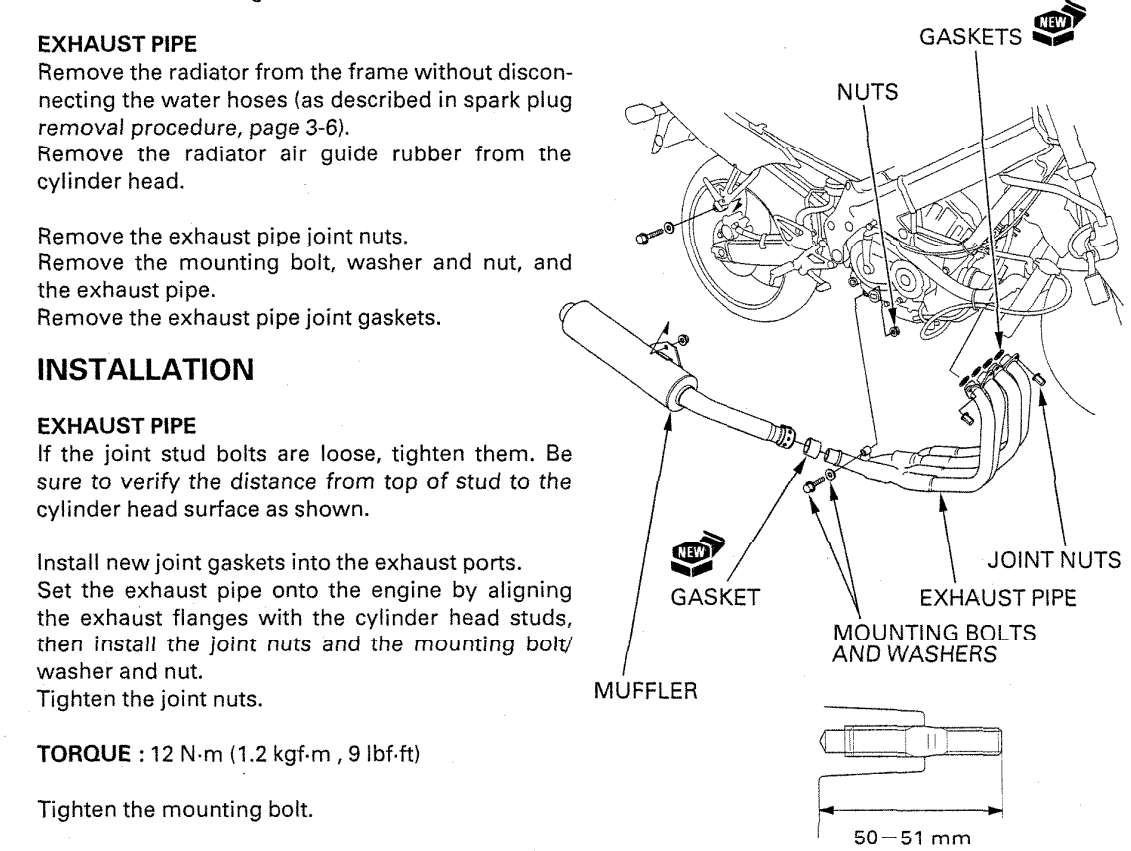 EXHAUST PIPE
Remove the radiator from the frame without discon-
necting the water hoses (as described in spark plug
removal procedure, page 3-6).
Remove the radiator air guide rubber from the
cylinder head.
Remove the exhaust pipe joint nuts.
Remove the mounting bolt, washer and nut, and
the exhaust pipe.
Remove the exhaust pipe joint gaskets.
INSTALLATION
EXHAUST PIPE
If the joint stud bolts are loose, tighten them. Be
sure to verify the distance from top of stud to the
cylinder head surface as shown.
Install new joint gaskets into the exhaust ports.
Set the exhaust pipe onto the engine by aligning
the exhaust flanges with the cylinder head studs,
then install the joint nuts and the mounting bolt/
washer and nut.
Tighten the joint nuts.
TORQUE : 12 N·m (1.2 kgf·m , 9 lbf·ft)
Tighten the mounting bolt.
GASKETS NEW
NUTS
NEW
GASKET
JOINT NUTS
EXHAUST PIPE
MOUNTING BOLTS
AND WASHERS
MUFFLER
50—51 mm